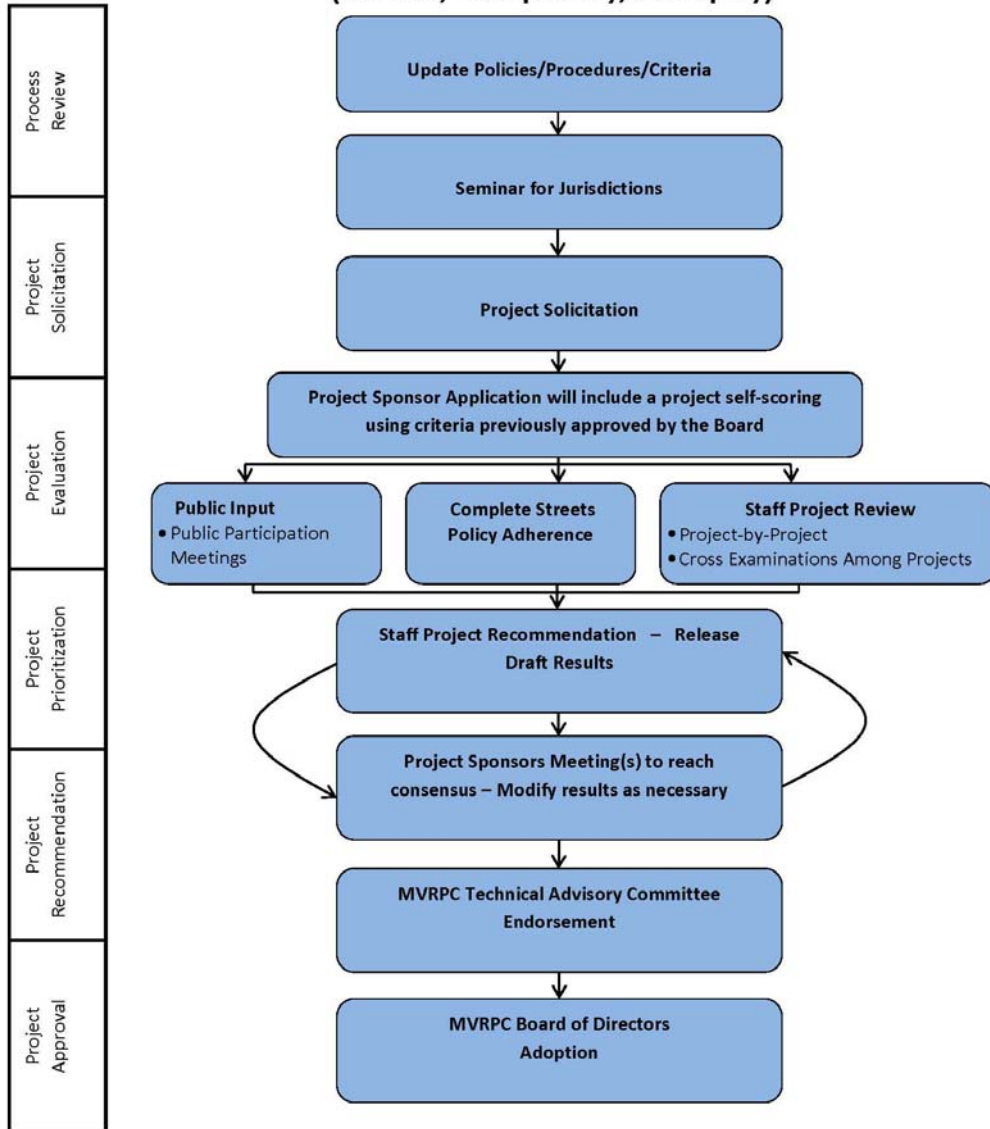 Process
Review
Project
Solicitation
Project
Evaluation
Project
Prioritization
Project
Recommendation
Project
Approval
Update Policies/Procedures/Criteria
Seminar for Jurisdictions
Project Solicitation
Project Sponsor Application will include a project self-scoring
using criteria previously approved by the Board
Public Input
• Public Participation
Meetings
Complete Streets
Policy Adherence
Staff Project Review
• Project-by-Project
• Cross Examinations Among Projects
Staff Project Recommendation – Release
Draft Results
Project Sponsors Meeting(s) to reach
consensus – Modify results as necessary
MVRPC Technical Advisory Committee
Endorsement
MVRPC Board of Directors
Adoption